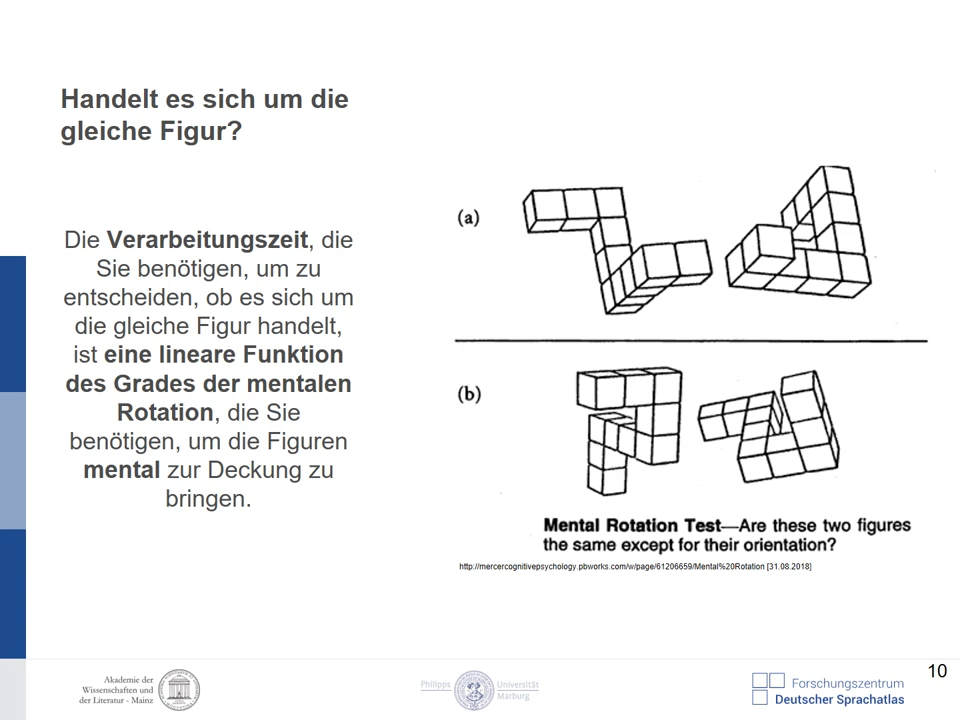 Handelt es sich um die
gleiche Figur?
Die Verarbeitungszeit, die
Sie benötigen, um zu
entscheiden, ob es sich um
die gleiche Figur handelt,
ist eine lineare Funktion
des Grades der mentalen
Rotation, die Sie
benötigen, um die Figuren
mental zur Deckung zu
bringen.
(a)
(b)
Mental Rotation Test—Are these two figures
the same except for their orientation?
http://mercercognitivepsychology.pbworks.com/w/page/61206659/Mental%20Rotation [31.08.2018]
Akademie der
Wissenschaften und
der Literatur - Mainz
Philipps Universität
Marburg
Forschungszentrum
Deutscher Sprachatlas
10